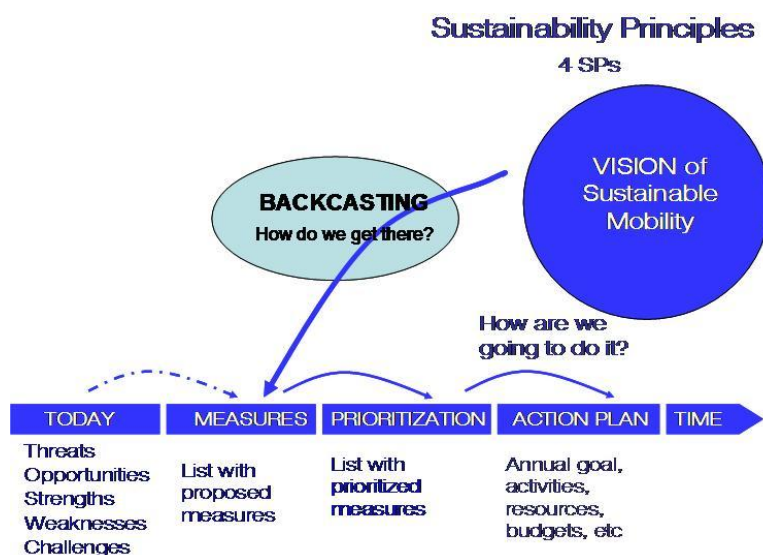 Sustainability Principles
4 SPs
VISION of
Sustainable
Mobility
BACKCASTING
How do we get there?
How are we
going to do it?
TODAY
MEASURES
PRIORITIZATION
ACTION PLAN
TIME
Threats
Opportunities
Strengths
Weaknesses
Challenges
List with
proposed
measures
List with
prioritized
measures
Annual goal,
activities,
resources,
budgets, etc